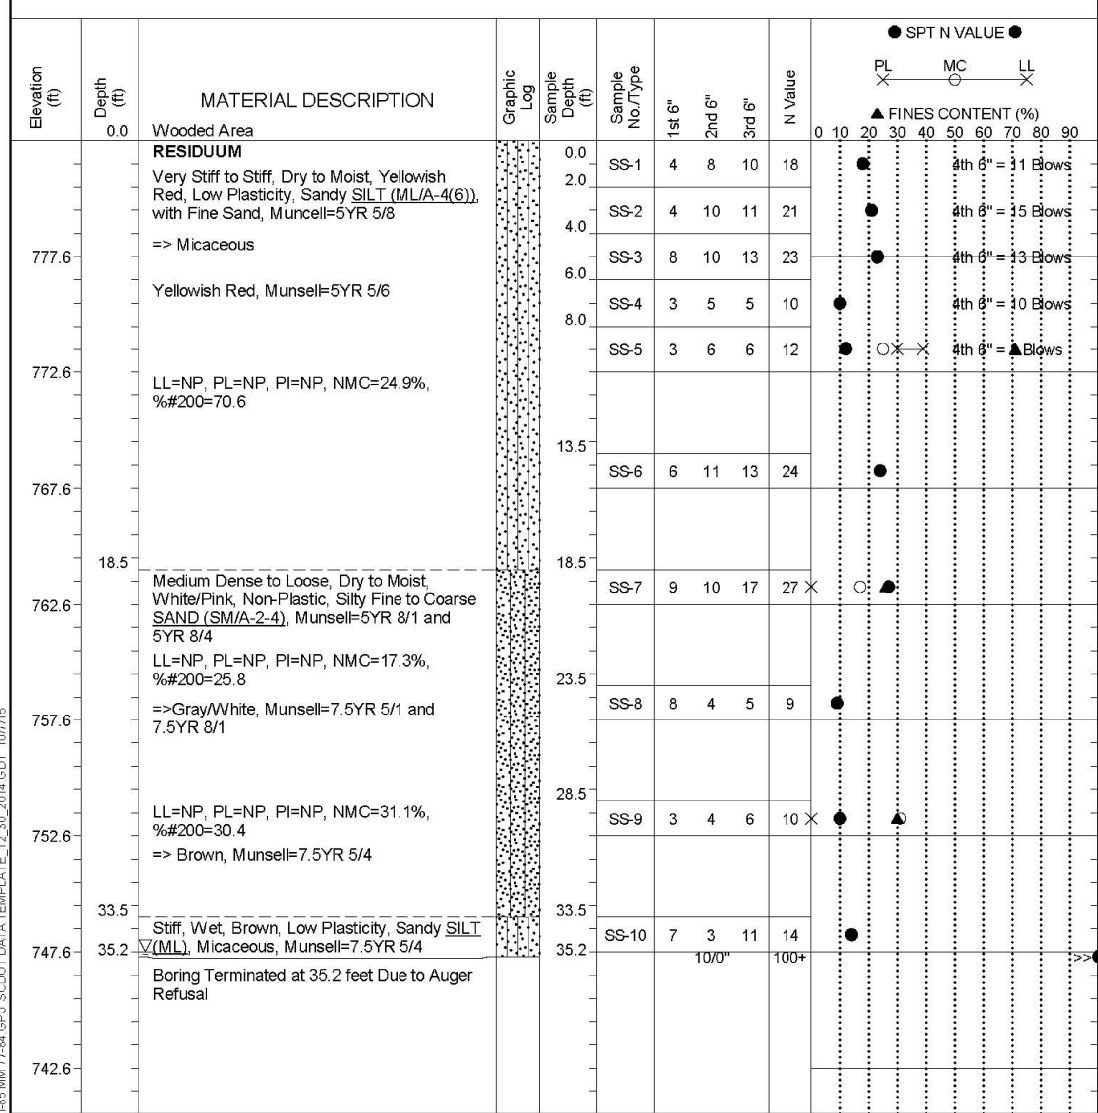 SPT N VALUE
PL MC LL
FINES CONTENT (%)
0 10 20 30 40 50 60 70 80 90
Elevation (ft)
Depth (ft)
MATERIAL DESCRIPTION
Graphic Log
Sample Depth (ft)
Sample No./Type
1st 6"
2nd 6"
3rd 6"
N Value
0.0 Wooded Area
RESIDUUM
Very Stiff to Stiff, Dry to Moist, Yellowish
Red, Low Plasticity, Sandy SILT (ML/A-4(6)),
with Fine Sand, Muncell=5YR 5/8
=> Micaceous
Yellowish Red, Munsell=5YR 5/6
LL=NP, PL=NP, PI=NP, NMC=24.9%,
%#200=70.6
18.5
Medium Dense to Loose, Dry to Moist,
White/Pink, Non-Plastic, Silty Fine to Coarse
SAND (SM/A-2-4), Munsell=5YR 8/1 and
5YR 8/4
LL=NP, PL=NP, PI=NP, NMC=17.3%,
%#200=25.8
=>Gray/White, Munsell=7.5YR 5/1 and
7.5YR 8/1
LL=NP, PL=NP, PI=NP, NMC=31.1%,
%#200=30.4
=> Brown, Munsell=7.5YR 5/4
33.5
Stiff, Wet, Brown, Low Plasticity, Sandy SILT
35.2 (ML), Micaceous, Munsell=7.5YR 5/4
Boring Terminated at 35.2 feet Due to Auger
Refusal
777.6
772.6
767.6
762.6
757.6
752.6
747.6
742.6
0.0
2.0
4.0
6.0
8.0
13.5
18.5
23.5
28.5
33.5
35.2
SS-1 4 8 10 18 4th 6" = 11 Blows
SS-2 4 10 11 21 4th 6" = 15 Blows
SS-3 8 10 13 23 4th 6" = 13 Blows
SS-4 3 5 5 10 4th 6" = 10 Blows
SS-5 3 6 6 12 4th 6" = Blows
SS-6 6 11 13 24
SS-7 9 10 17 27
SS-8 8 4 5 9
SS-9 3 4 6 10
SS-10 7 3 11 14
10/0" 100+ >>